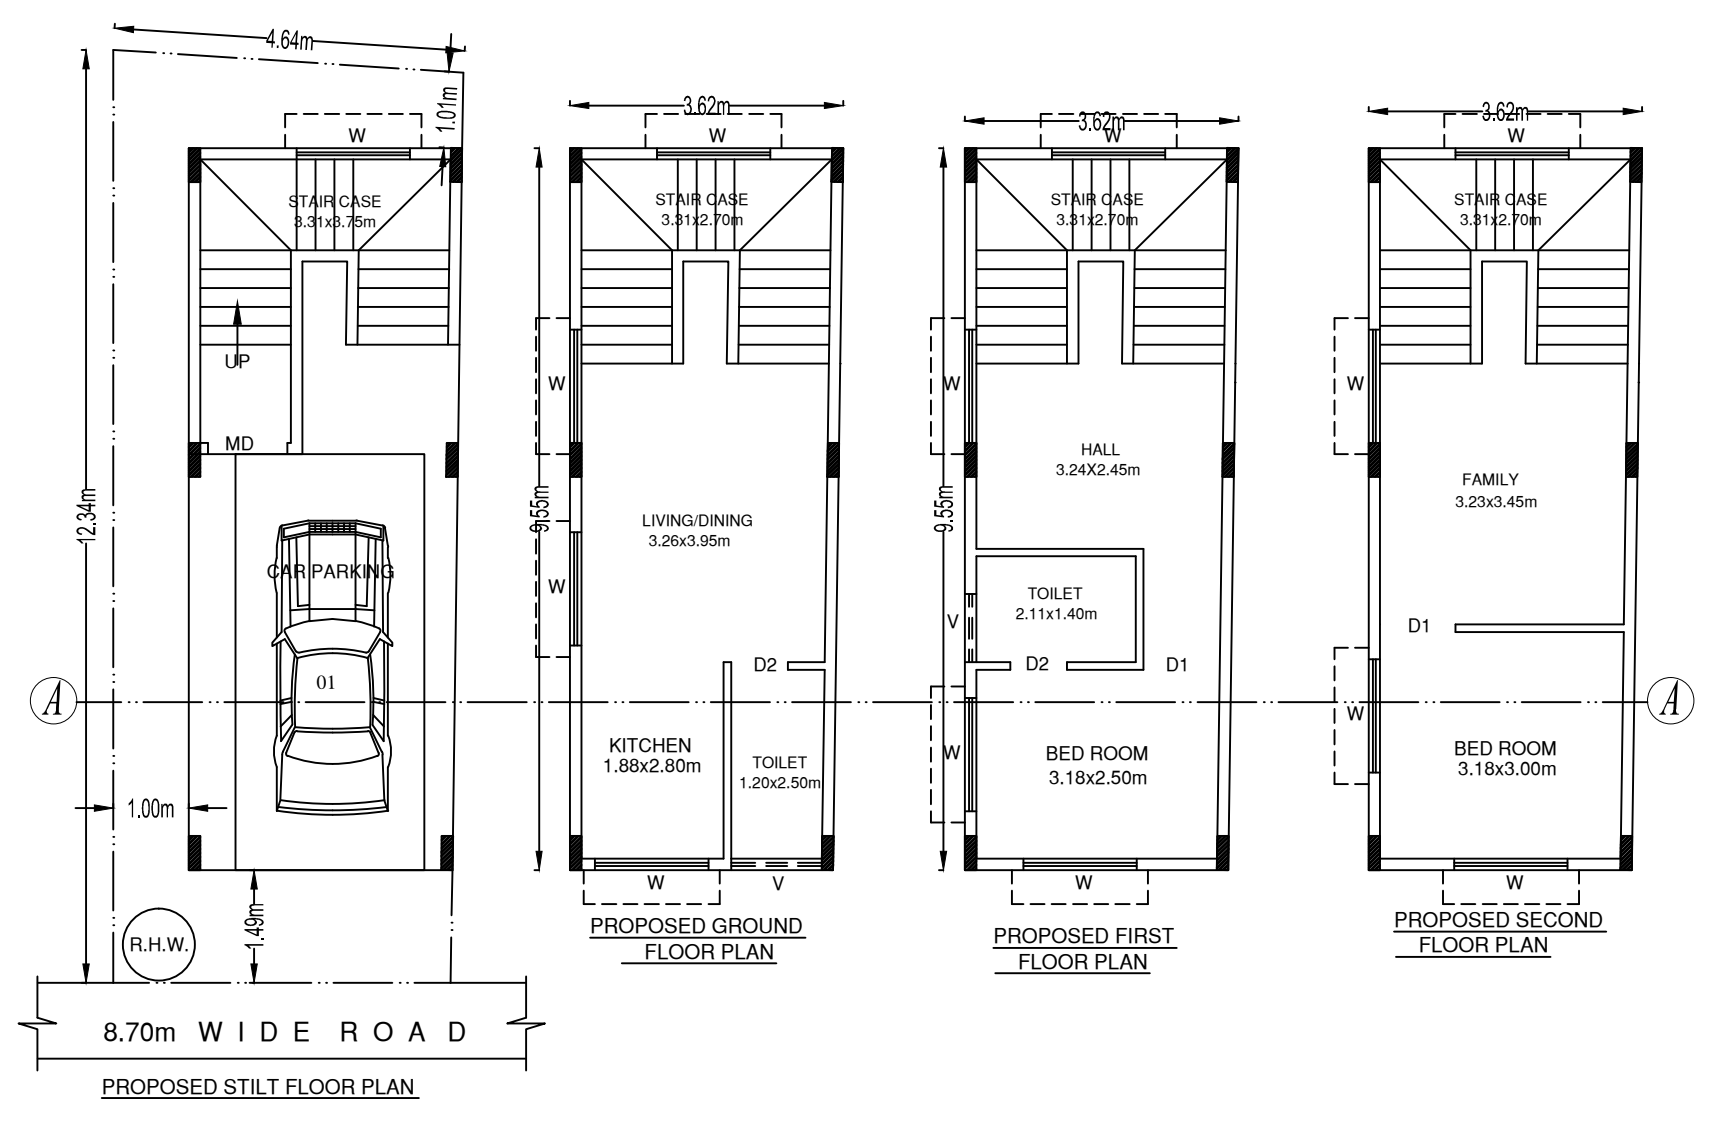 4.64m
1.01m
W
STAIR CASE
3.31x3.75m
UP
MD
12.34m
CAR PARKING
01
A
1.00m
1.49m
R.H.W.
8.70m WIDE ROAD
PROPOSED STILT FLOOR PLAN
3.62m
W
STAIR CASE
3.31x2.70m
W
9.55m
LIVING/DINING
3.26x3.95m
W
D2
KITCHEN
1.88x2.80m
TOILET
1.20x2.50m
W
V
PROPOSED GROUND
FLOOR PLAN
3.62m
W
STAIR CASE
3.31x2.70m
W
HALL
3.24X2.45m
9.55m
TOILET
2.11x1.40m
V
D2
D1
W
BED ROOM
3.18x2.50m
W
PROPOSED FIRST
FLOOR PLAN
3.62m
W
STAIR CASE
3.31x2.70m
W
FAMILY
3.23x3.45m
D1
A
W
BED ROOM
3.18x3.00m
W
PROPOSED SECOND
FLOOR PLAN